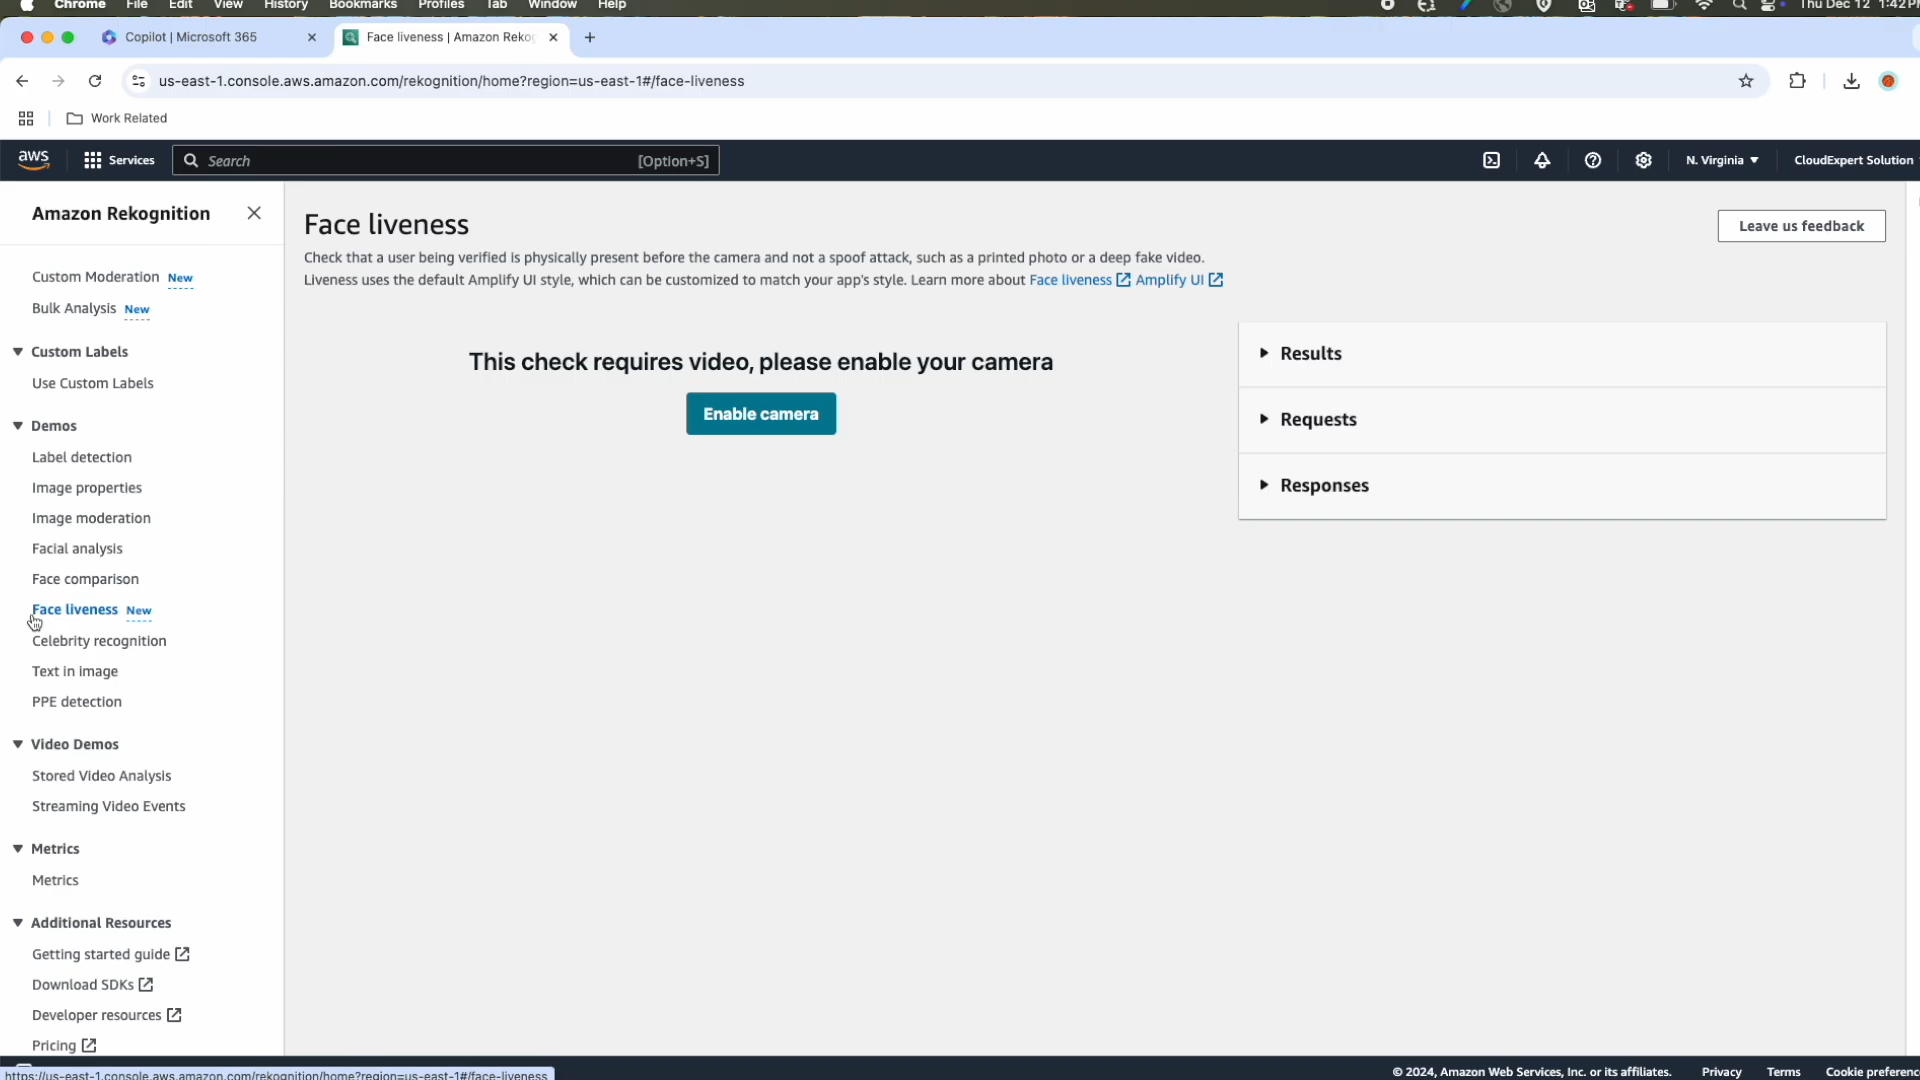 Chrome File Edit View History Bookmarks Profiles Tab Window Help Thu Dec 12 1:42P
Copilot | Microsoft 365
Face liveness | Amazon Reko
us-east-1.console.aws.amazon.com/rekognition/home?region=us-east-1#/face-liveness
Work Related
aws Services Search [Option+S] N. Virginia CloudExpert Solution
Amazon Rekognition
Custom Moderation New
Bulk Analysis New
Custom Labels
Use Custom Labels
Demos
Label detection
Image properties
Image moderation
Facial analysis
Face comparison
Face liveness New
Celebrity recognition
Text in image
PPE detection
Video Demos
Stored Video Analysis
Streaming Video Events
Metrics
Metrics
Additional Resources
Getting started guide
Download SDKs
Developer resources
Pricing
Face liveness
Leave us feedback
Check that a user being verified is physically present before the camera and not a spoof attack, such as a printed photo or a deep fake video.
Liveness uses the default Amplify UI style, which can be customized to match your app's style. Learn more about Face liveness Amplify UI
This check requires video, please enable your camera
Enable camera
Results
Requests
Responses
https://us-east-1.console.aws.amazon.com/rekognition/home?region=us-east-1#/face-liveness
© 2024, Amazon Web Services, Inc. or its affiliates. Privacy Terms Cookie preferenc